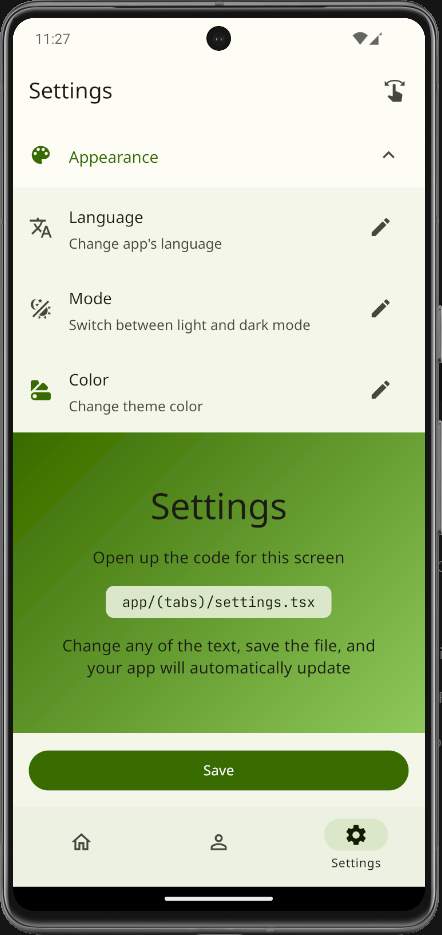 11:27
Settings
Appearance
Language
Change app's language
Mode
Switch between light and dark mode
Color
Change theme color
Settings
Open up the code for this screen
app/(tabs)/settings.tsx
Change any of the text, save the file, and
your app will automatically update
Save
Settings